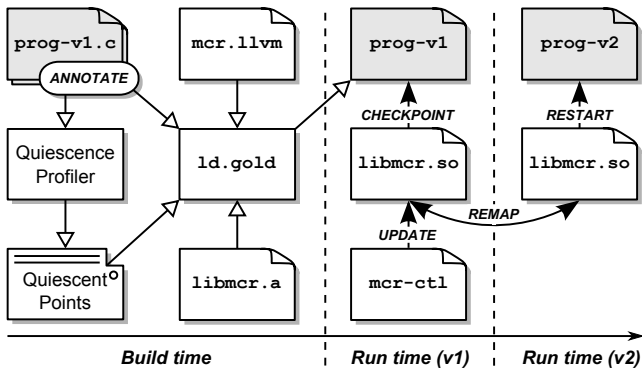 prog-v1.c
mcr.llvm
prog-v1
prog-v2
ANNOTATE
CHECKPOINT
RESTART
Quiescence
Profiler
ld.gold
libmcr.so
libmcr.so
REMAP
UPDATE
Quiescent
Points
libmcr.a
mcr-ctl
Build time
Run time (v1)
Run time (v2)